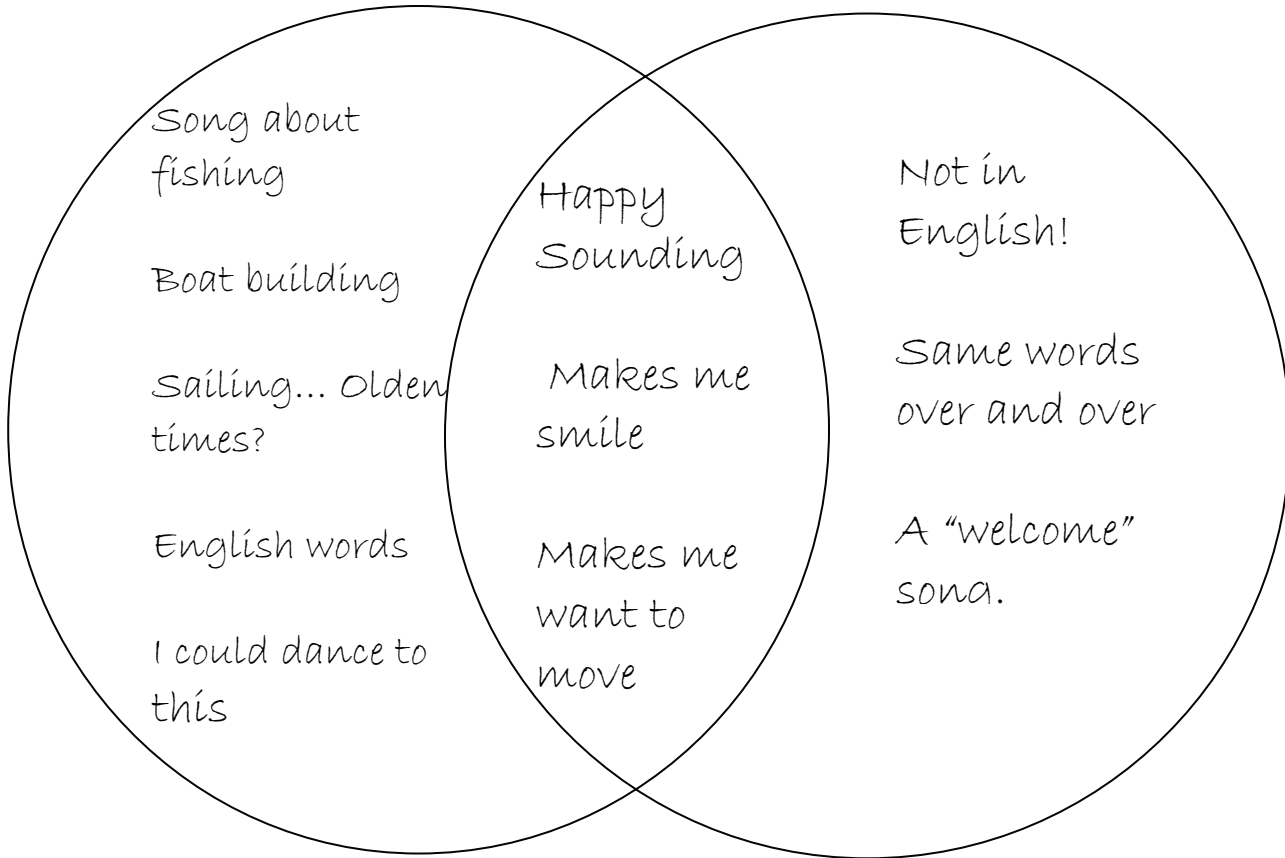 Song about
fishing
Boat building
Sailing... Olden
times?
English words
I could dance to
this
Happy
Sounding
Makes me
smile
Makes me
want to
move
Not in
English!
Same words
over and over
A “welcome”
song.